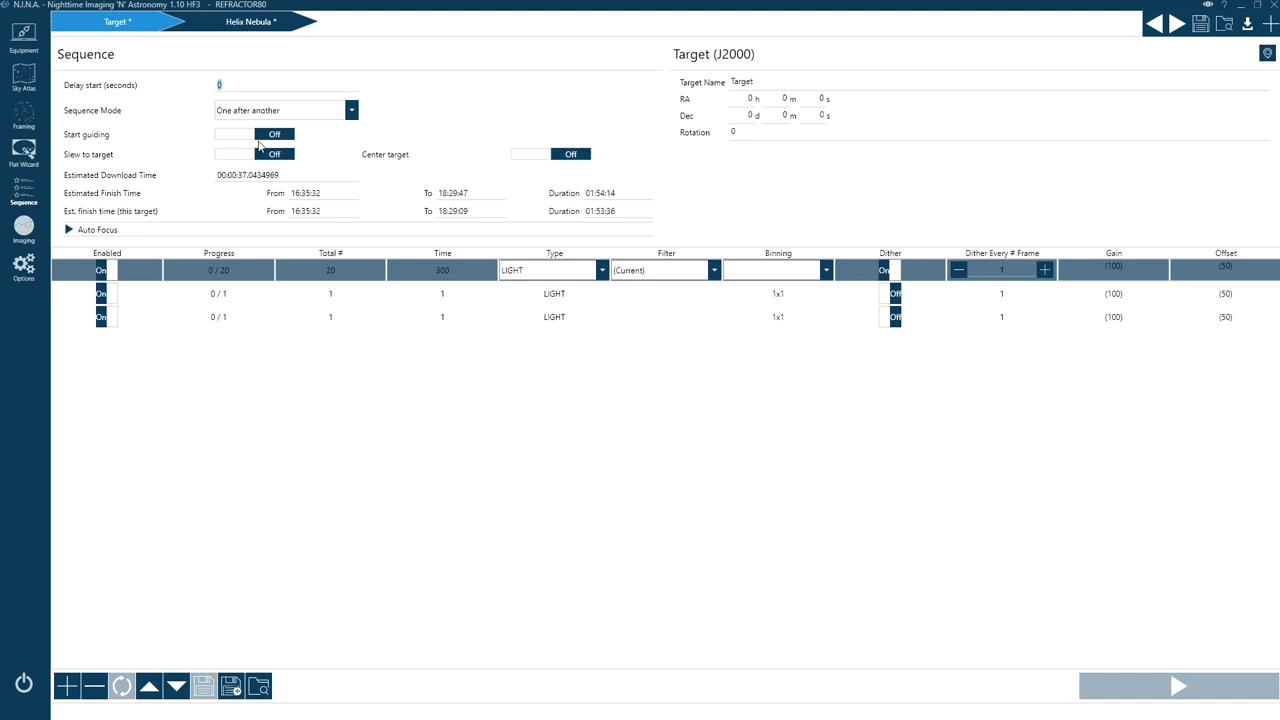 N.I.N.A. - Nighttime Imaging 'N' Astronomy 1.10 HF3 - REFRACTOR80
Target *
Helix Nebula *
Equipment
Sky Atlas
Framing
Flat Wizard
Sequence
Imaging
Options
Sequence
Delay start (seconds) 0
Sequence Mode One after another
Start guiding Off
Slew to target Off Center target Off
Estimated Download Time 00:00:37.0434969
Estimated Finish Time From 16:35:32 To 18:29:47 Duration 01:54:14
Est. finish time (this target) From 16:35:32 To 18:29:09 Duration 01:53:36
Auto Focus
Target (J2000)
Target Name Target
RA 0 h 0 m 0 s
Dec 0 d 0 m 0 s
Rotation 0
Enabled Progress Total # Time Type Filter Binning Dither Dither Every # Frame Gain Offset
On 0 / 20 20 300 LIGHT (Current) On 1 (100) (50)
On 0 / 1 1 1 LIGHT 1x1 Off 1 (100) (50)
On 0 / 1 1 1 LIGHT 1x1 Off 1 (100) (50)